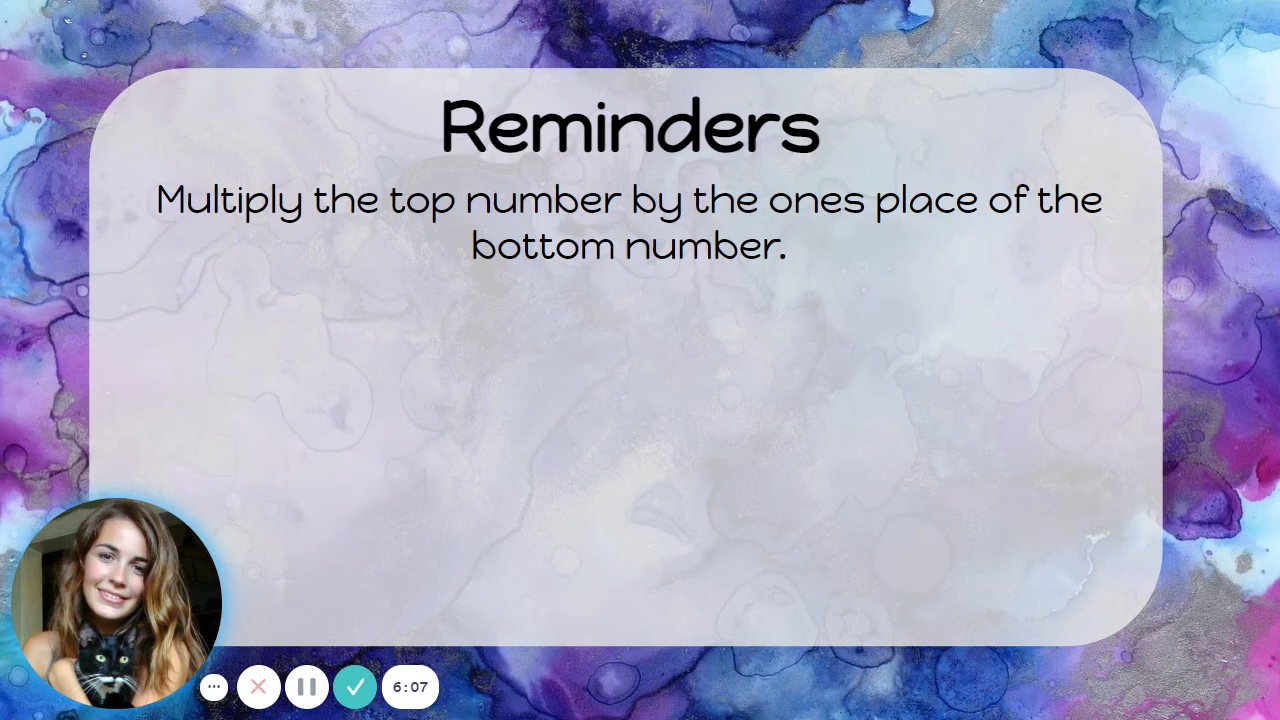 Reminders
Multiply the top number by the ones place of the
bottom number.
6:07